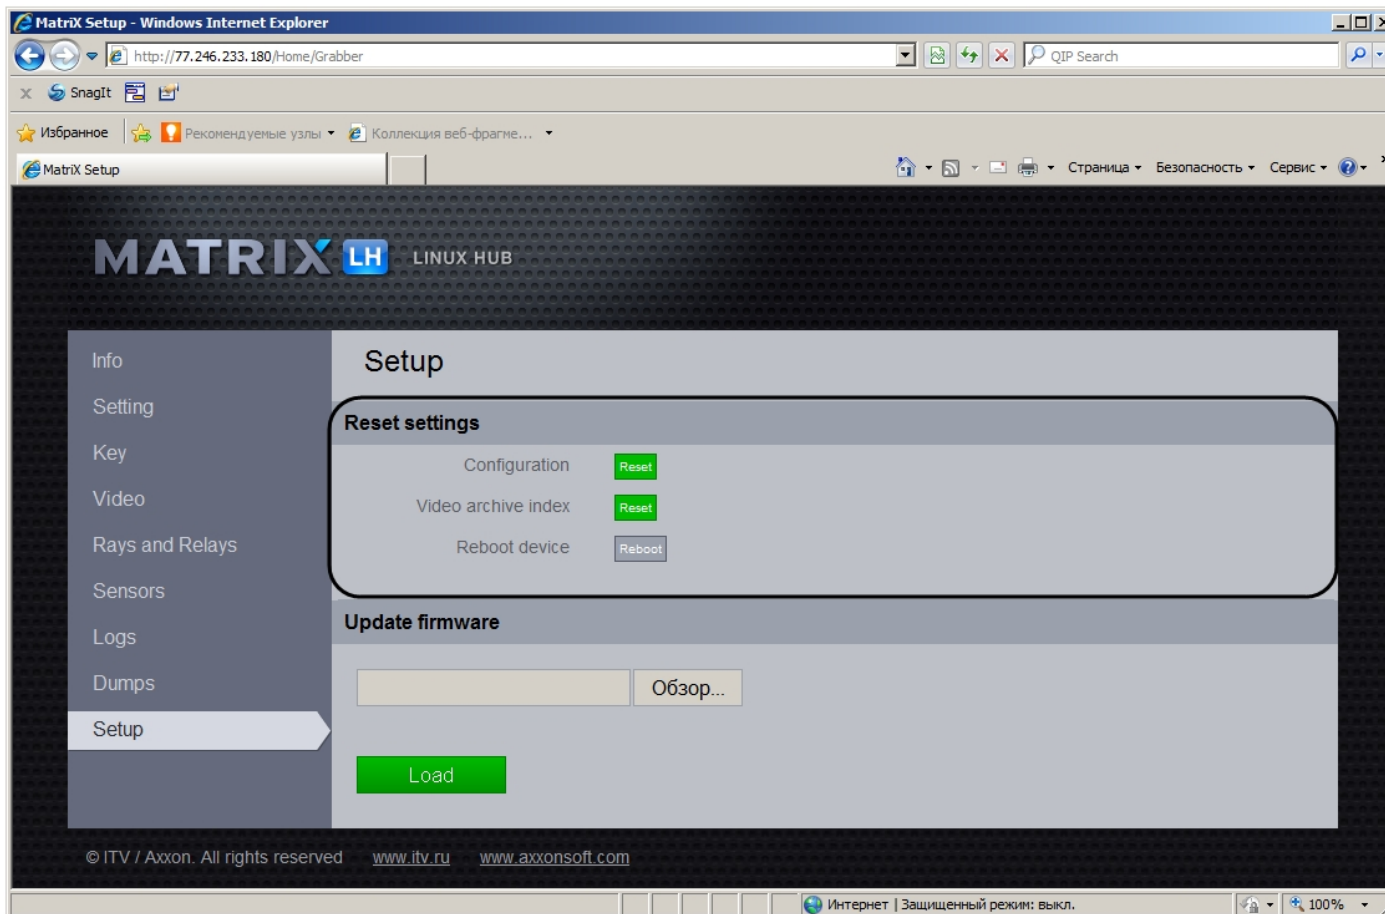 MatriX Setup - Windows Internet Explorer
http://77.246.233.180/Home/Grabber
QIP Search
x SnagIt
Избранное Рекомендуемые узлы Коллекция веб-фрагме...
MatriX Setup Страница Безопасность Сервис
MATRIX LH LINUX HUB
Info
Setting
Key
Video
Rays and Relays
Sensors
Logs
Dumps
Setup
Setup
Reset settings
Configuration Reset
Video archive index Reset
Reboot device Reboot
Update firmware
Обзор...
Load
© ITV / Axxon. All rights reserved www.itv.ru www.axxonsoft.com
Интернет | Защищенный режим: выкл. 100%